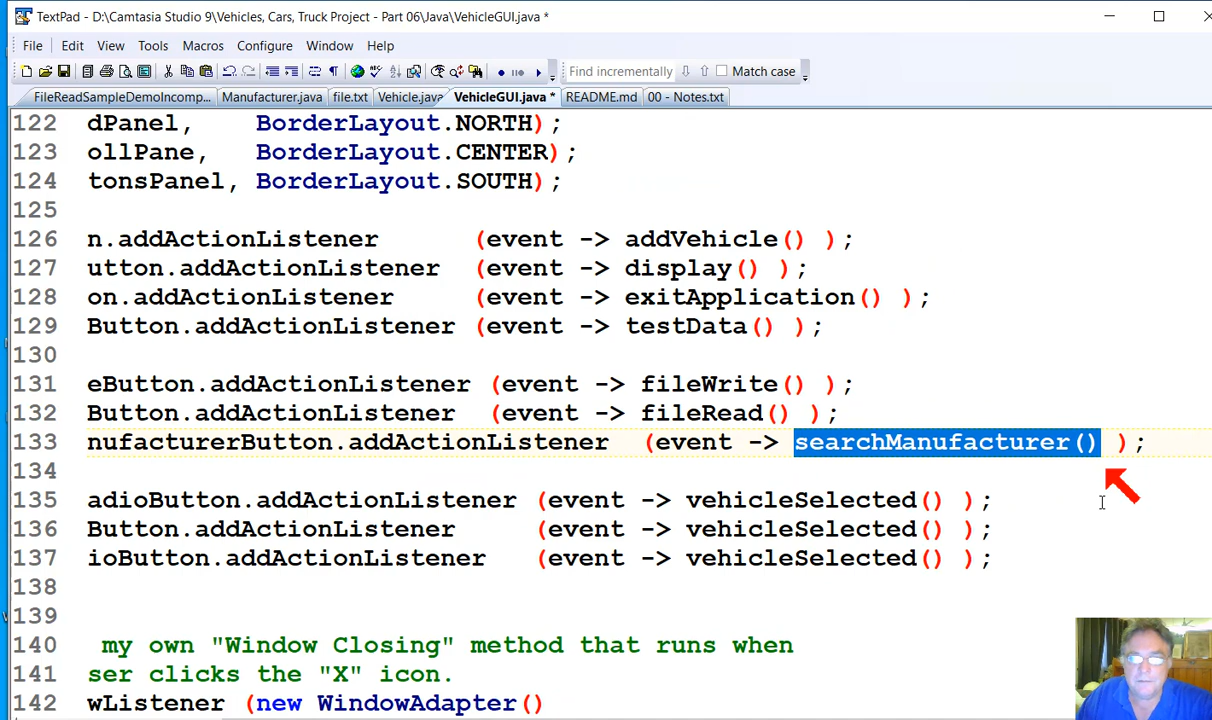 TextPad - D:\Camtasia Studio 9\Vehicles, Cars, Truck Project - Part 06\Java\VehicleGUI.java *
File Edit View Tools Macros Configure Window Help
Find incrementally Match case
FileReadSampleDemoIncomp... Manufacturer.java file.txt Vehicle.java VehicleGUI.java * README.md 00 - Notes.txt
122 dPanel, BorderLayout.NORTH);
123 ollPane, BorderLayout.CENTER);
124 tonsPanel, BorderLayout.SOUTH);
125
126 n.addActionListener (event -> addVehicle() );
127 utton.addActionListener (event -> display() );
128 on.addActionListener (event -> exitApplication() );
129 Button.addActionListener (event -> testData() );
130
131 eButton.addActionListener (event -> fileWrite() );
132 Button.addActionListener (event -> fileRead() );
133 nufacturerButton.addActionListener (event -> searchManufacturer() );
134
135 adioButton.addActionListener (event -> vehicleSelected() );
136 Button.addActionListener (event -> vehicleSelected() );
137 ioButton.addActionListener (event -> vehicleSelected() );
138
139
140 my own "Window Closing" method that runs when
141 ser clicks the "X" icon.
142 wListener (new WindowAdapter()